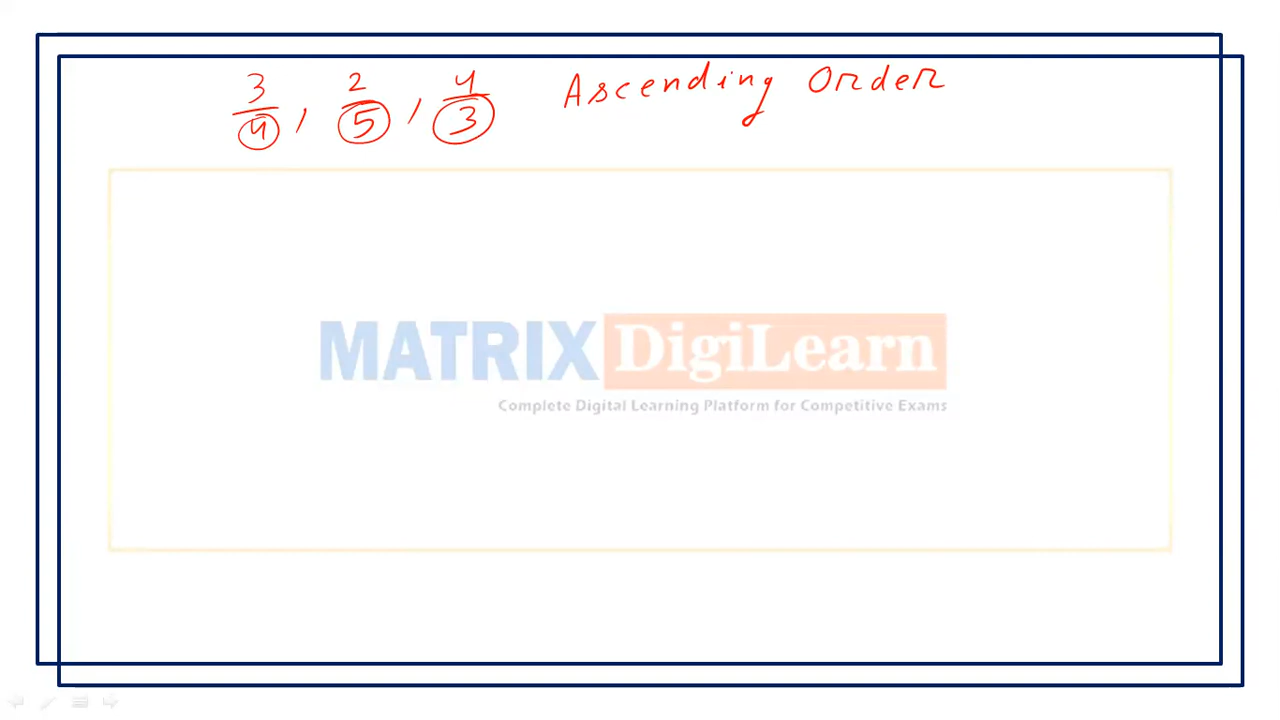 3/4 , 2/5 , 4/3 Ascending Order
MATRIX DigiLearn
Complete Digital Learning Platform for Competitive Exams